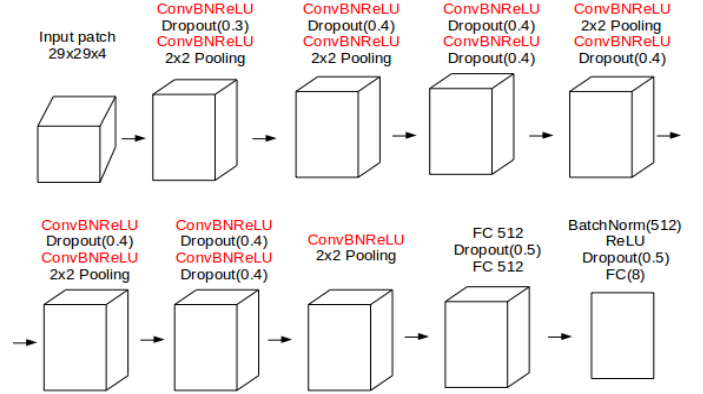 Input patch
29x29x4
ConvBNReLU
Dropout(0.3)
ConvBNReLU
2x2 Pooling
ConvBNReLU
Dropout(0.4)
ConvBNReLU
2x2 Pooling
ConvBNReLU
Dropout(0.4)
ConvBNReLU
Dropout(0.4)
ConvBNReLU
2x2 Pooling
ConvBNReLU
Dropout(0.4)
ConvBNReLU
Dropout(0.4)
ConvBNReLU
2x2 Pooling
ConvBNReLU
Dropout(0.4)
ConvBNReLU
Dropout(0.4)
ConvBNReLU
2x2 Pooling
FC 512
Dropout(0.5)
FC 512
BatchNorm(512)
ReLU
Dropout(0.5)
FC(8)